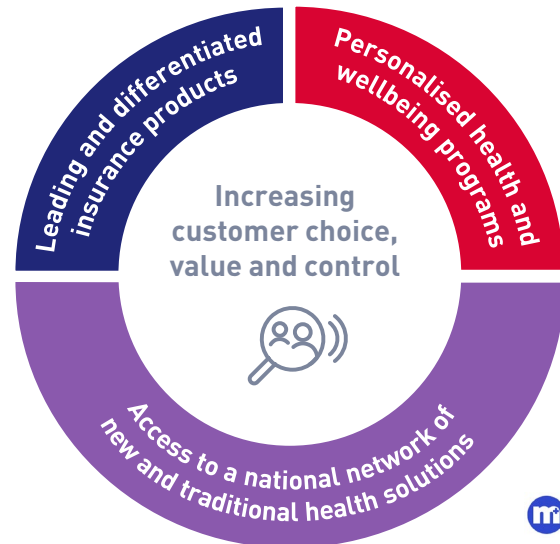 Leading and differentiated
insurance products
Personalised health and
wellbeing programs
Increasing
customer choice,
value and control
Access to a national network of
new and traditional health solutions
m